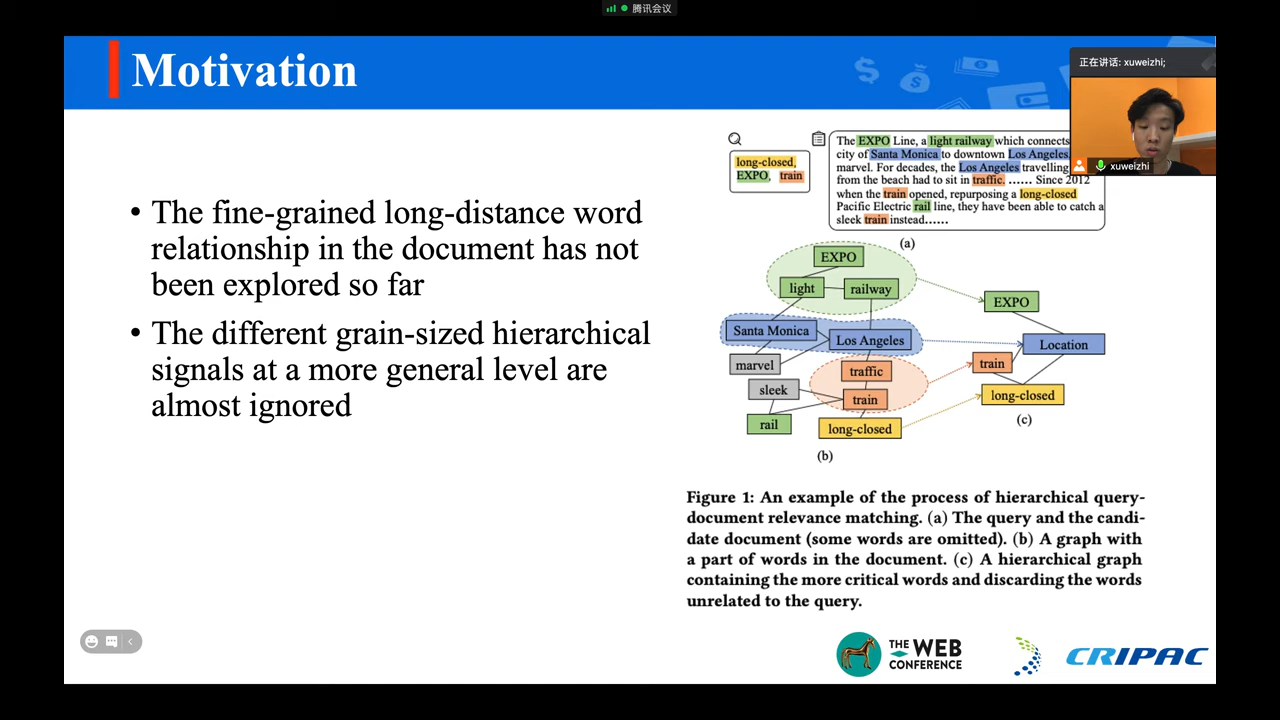 腾讯会议
Motivation
正在讲话: xuweizhi;
xuweizhi
• The fine-grained long-distance word
relationship in the document has not
been explored so far
• The different grain-sized hierarchical
signals at a more general level are
almost ignored
long-closed,
EXPO, train
The EXPO Line, a light railway which connects
city of Santa Monica to downtown Los Angeles,
marvel. For decades, the Los Angeles travelling
from the beach had to sit in traffic. ...... Since 2012
when the train opened, repurposing a long-closed
Pacific Electric rail line, they have been able to catch a
sleek train instead......
(a)
EXPO
light
railway
Santa Monica
Los Angeles
marvel
traffic
sleek
train
rail
long-closed
(b)
EXPO
Location
train
long-closed
(c)
Figure 1: An example of the process of hierarchical query-
document relevance matching. (a) The query and the candi-
date document (some words are omitted). (b) A graph with
a part of words in the document. (c) A hierarchical graph
containing the more critical words and discarding the words
unrelated to the query.
THE WEB
CONFERENCE
CRIPAC